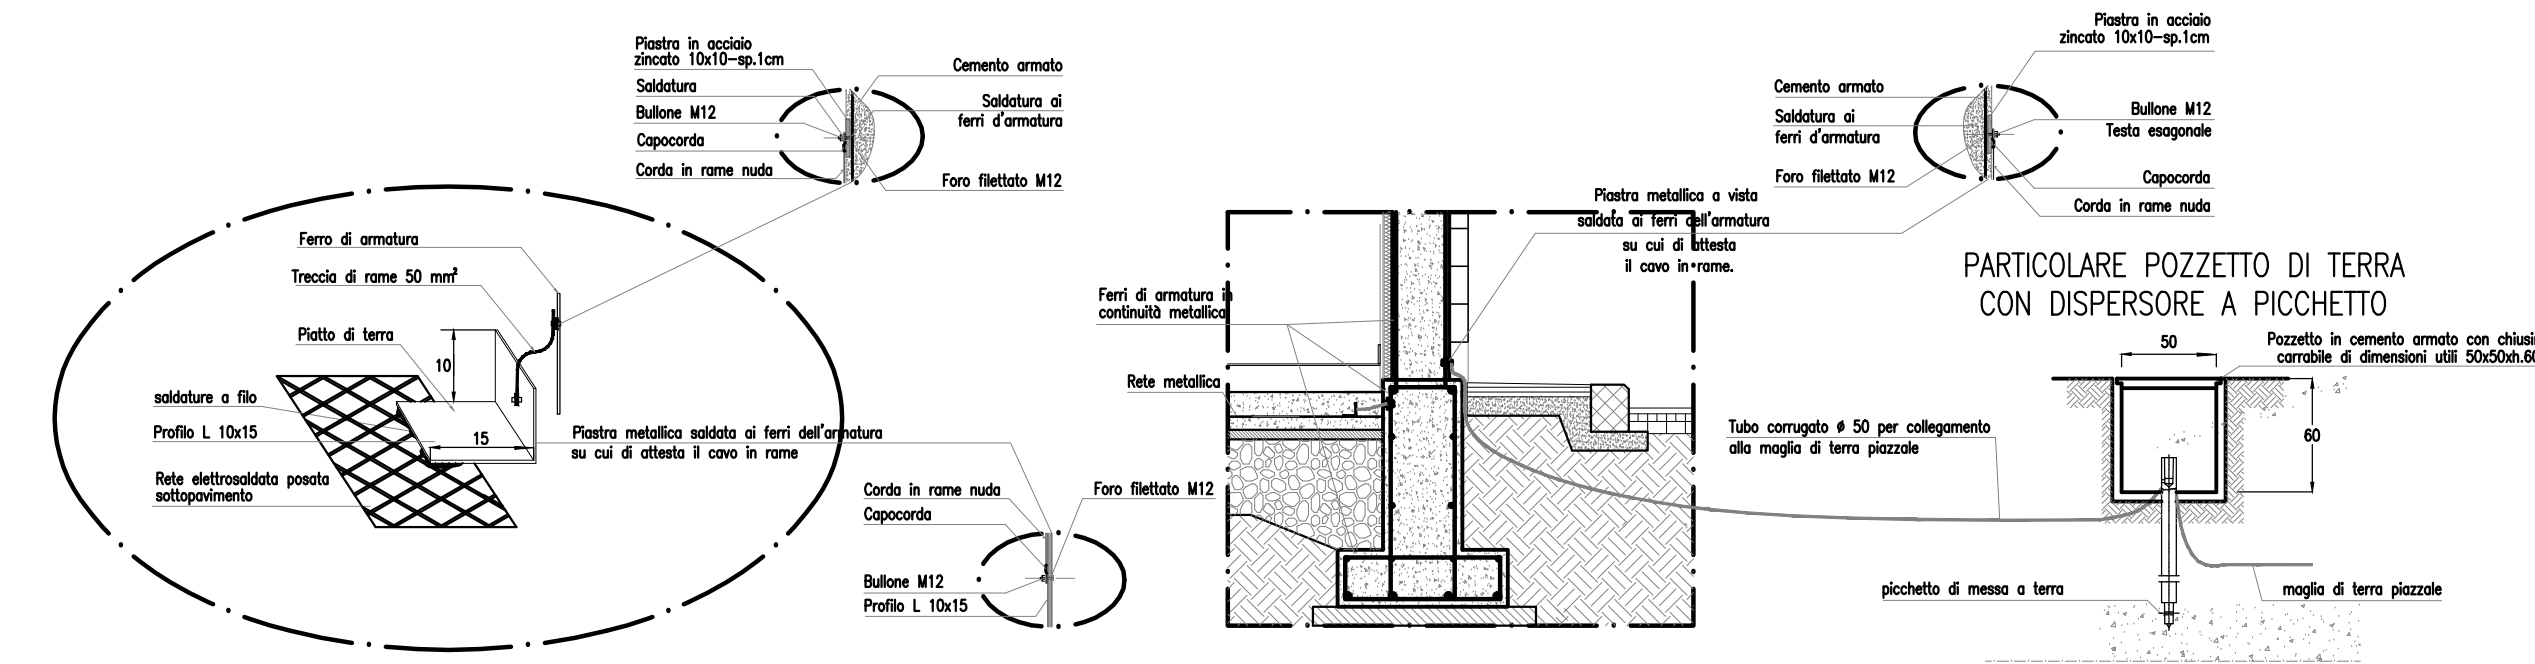 Piastra in acciaio
zincato 10x10-sp.1cm
Saldatura
Bullone M12
Capocorda
Corda in rame nuda
Cemento armato
Saldatura ai
ferri d'armatura
Foro filettato M12
Ferro di armatura
Treccia di rame 50 mm²
Piatto di terra
10
saldature a filo
Profilo L 10x15
15
Rete elettrosaldata posata
sottopavimento
Piastra metallica saldata ai ferri dell'armatura
su cui di attesta il cavo in rame
Corda in rame nuda
Capocorda
Foro filettato M12
Bullone M12
Profilo L 10x15
Ferri di armatura in
continuità metallica
Rete metallica
Piastra metallica a vista
saldata ai ferri dell'armatura
su cui di attesta
il cavo in rame.
Piastra in acciaio
zincato 10x10-sp.1cm
Cemento armato
Saldatura ai
ferri d'armatura
Foro filettato M12
Bullone M12
Testa esagonale
Capocorda
Corda in rame nuda
PARTICOLARE POZZETTO DI TERRA
CON DISPERSORE A PICCHETTO
Pozzetto in cemento armato con chiusi
carrabile di dimensioni utili 50x50xh.60
50
60
Tubo corrugato ø 50 per collegamento
alla maglia di terra piazzale
picchetto di messa a terra
maglia di terra piazzale